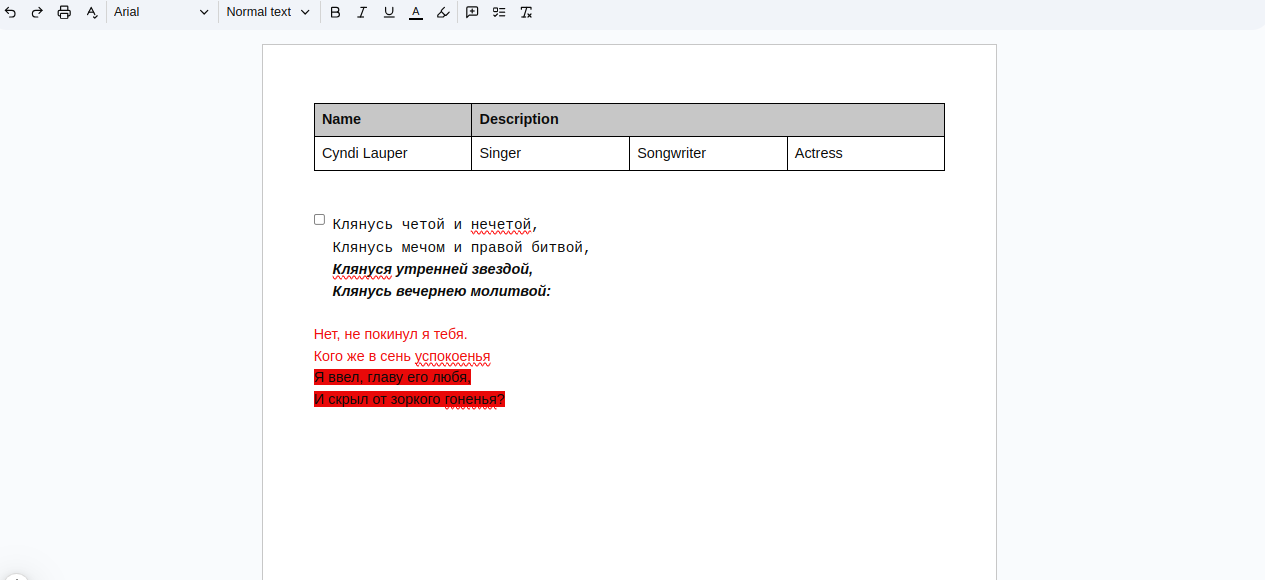 Arial Normal text B I U A
Name Description
Cyndi Lauper Singer Songwriter Actress
Клянусь четой и нечетой,
Клянусь мечом и правой битвой,
Клянуся утренней звездой,
Клянусь вечернею молитвой:
Нет, не покинул я тебя.
Кого же в сень успокоенья
Я ввел, главу его любя,
И скрыл от зоркого гоненья?